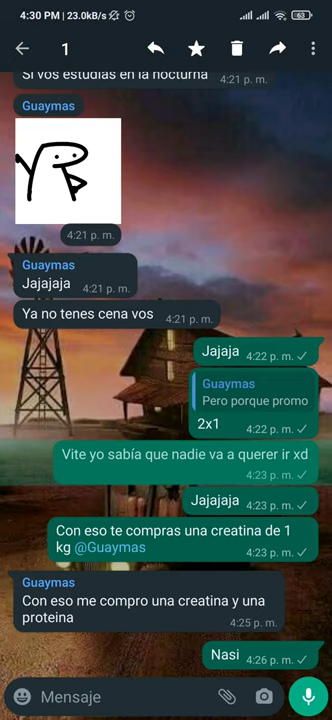 4:30 PM | 23.0kB/s
63
1
Si vos estudias en la nocturna
4:21 p. m.
Guaymas
4:21 p. m.
Guaymas
Jajajaja 4:21 p. m.
Ya no tenes cena vos 4:21 p. m.
Jajaja 4:22 p. m.
Guaymas
Pero porque promo
2x1 4:22 p. m.
Vite yo sabía que nadie va a querer ir xd
4:23 p. m.
Jajajaja 4:23 p. m.
Con eso te compras una creatina de 1
kg @Guaymas
4:23 p. m.
Guaymas
Con eso me compro una creatina y una
proteina
4:25 p. m.
Nasi 4:26 p. m.
Mensaje